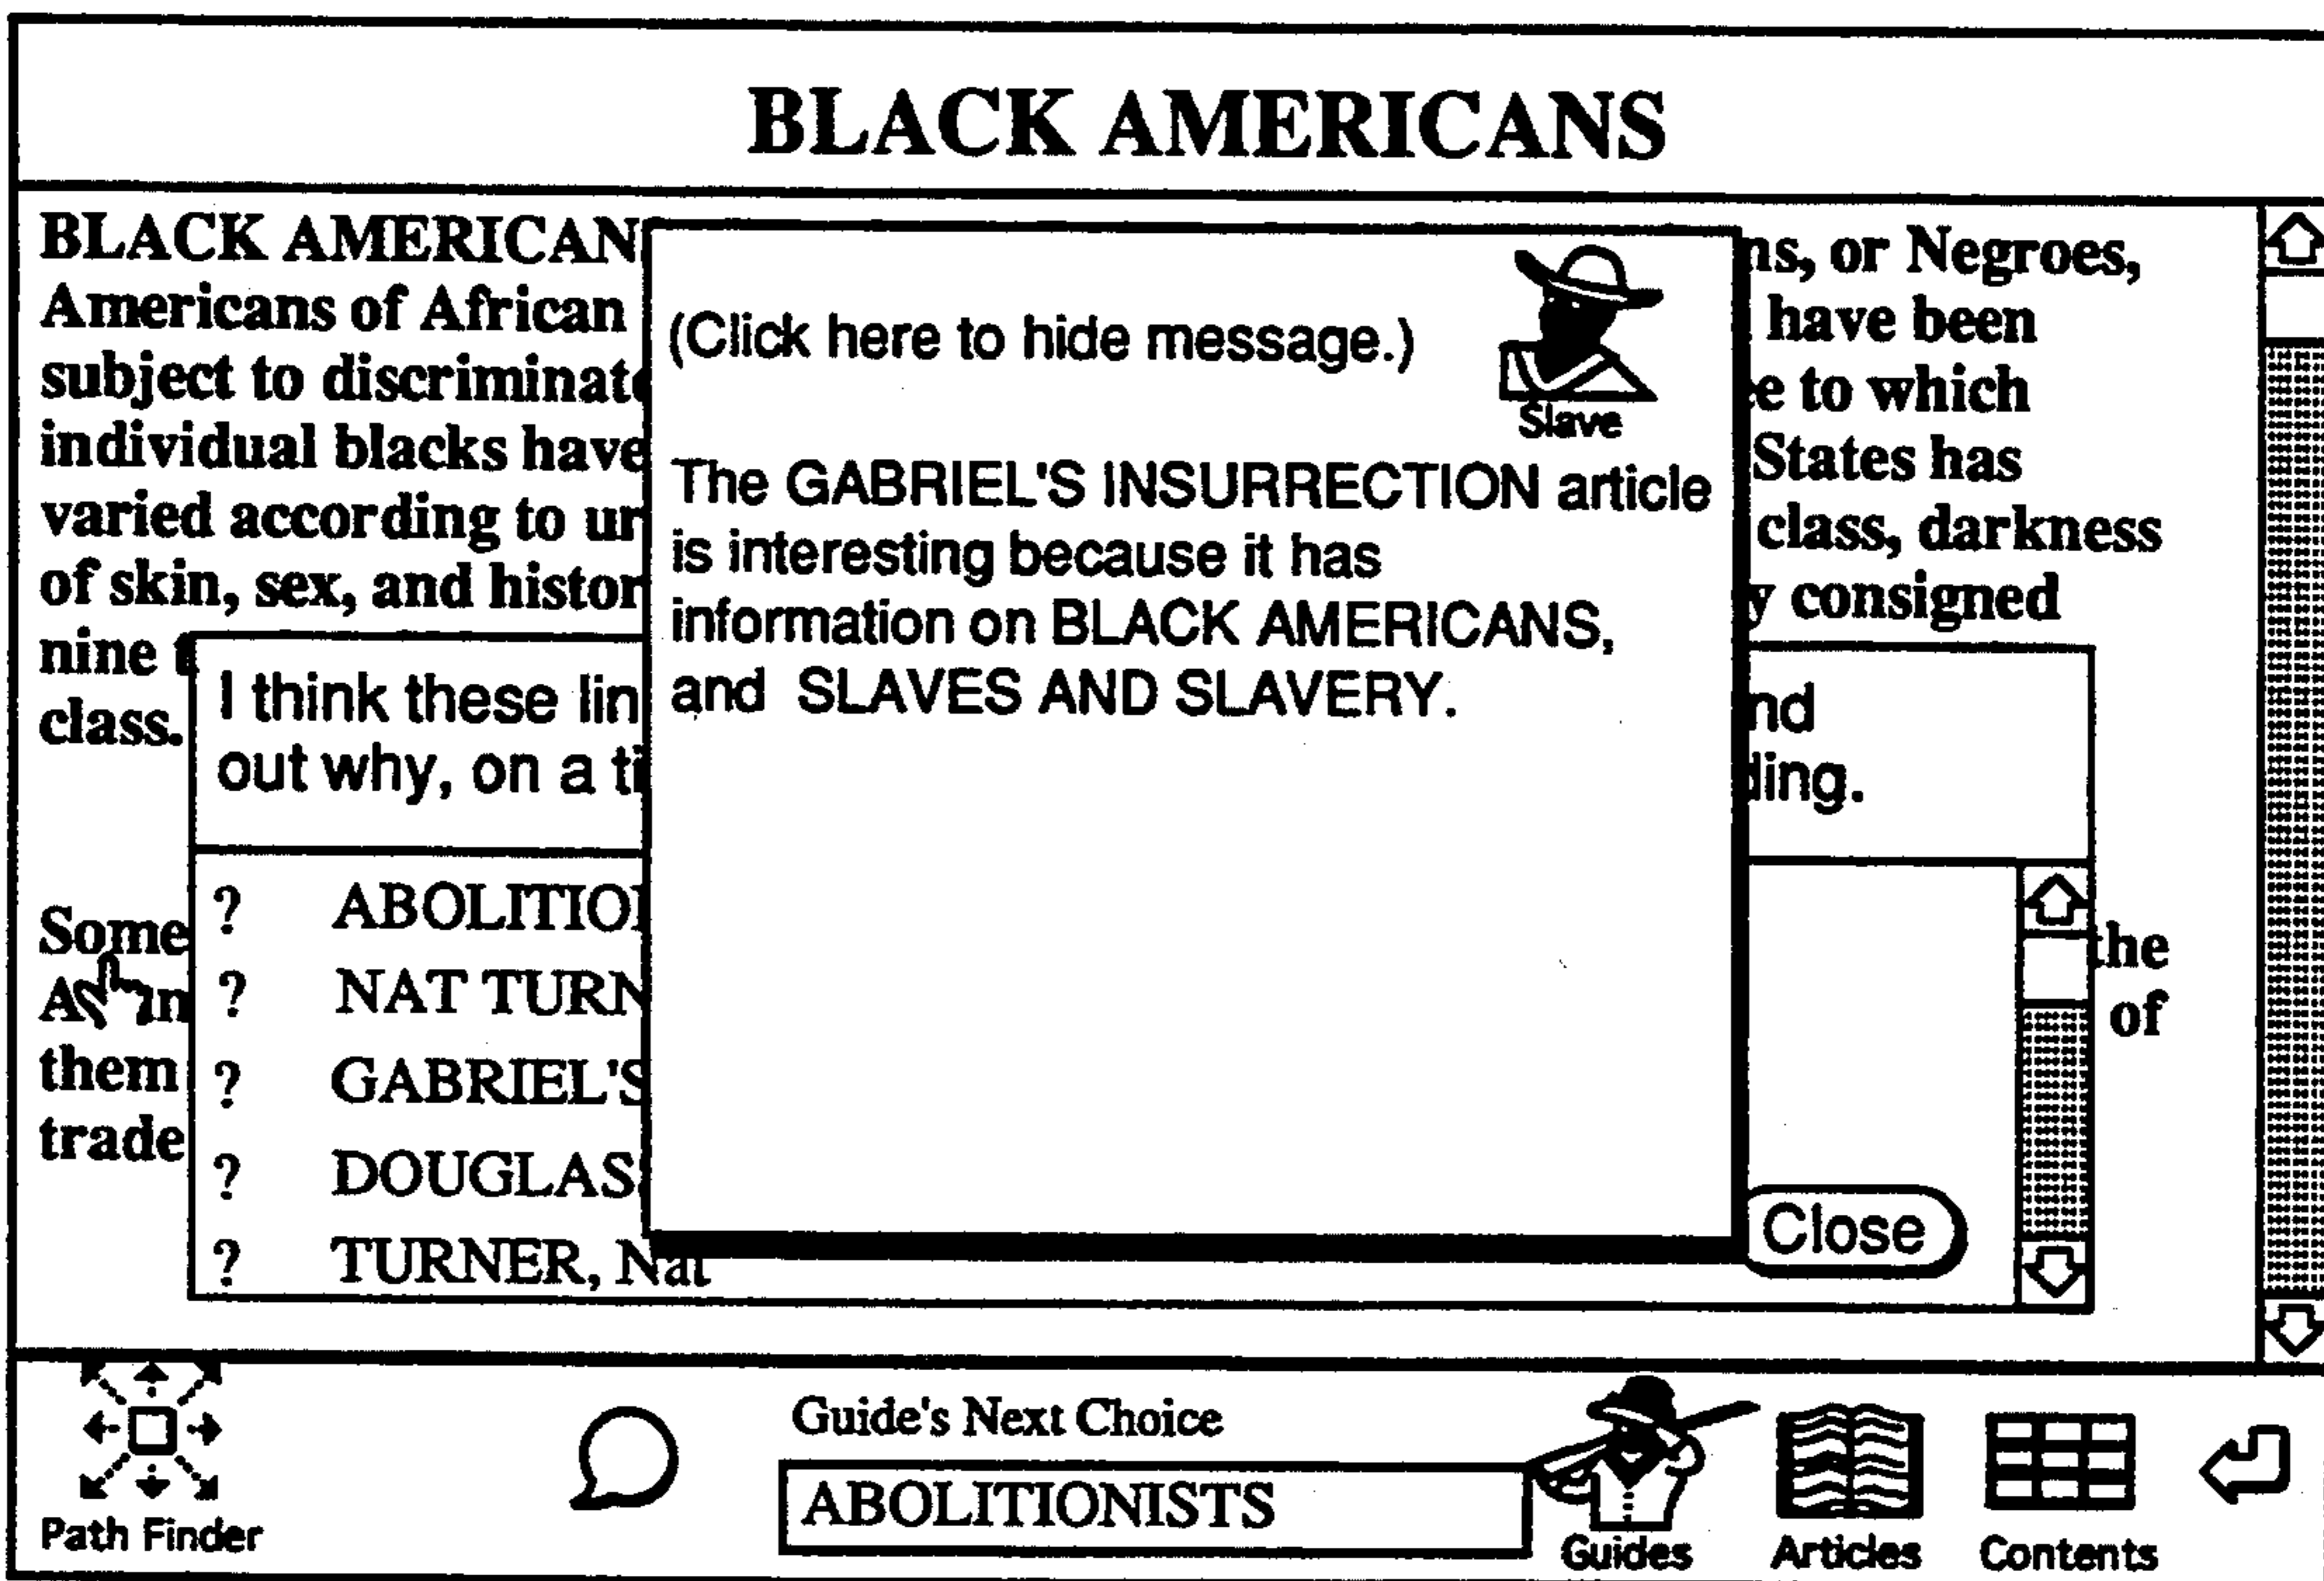 BLACK AMERICANS
BLACK AMERICAN
Americans of African
subject to discriminat
individual blacks have
varied according to ur
of skin, sex, and histor
nine
class.
ns, or Negroes,
have been
e to which
States has
class, darkness
y consigned
(Click here to hide message.)
Slave
The GABRIEL'S INSURRECTION article
is interesting because it has
information on BLACK AMERICANS,
and SLAVES AND SLAVERY.
I think these lin
out why, on a ti
nd
ding.
? ABOLITIO
? NAT TURN
? GABRIEL'S
? DOUGLAS
? TURNER, Nat
Close
Some
them
trade
the
of
Path Finder
Guide's Next Choice
ABOLITIONISTS
Guides
Articles
Contents